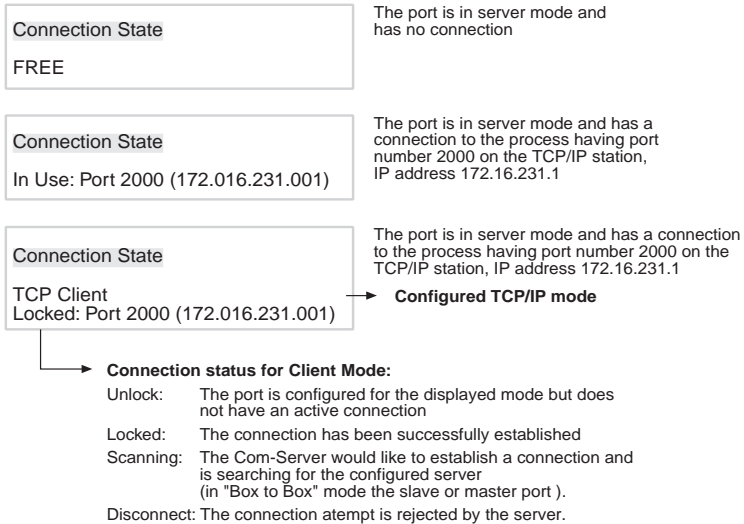 Connection State
FREE
The port is in server mode and
has no connection
Connection State
In Use: Port 2000 (172.016.231.001)
The port is in server mode and has a
connection to the process having port
number 2000 on the TCP/IP station,
IP address 172.16.231.1
Connection State
TCP Client
Locked: Port 2000 (172.016.231.001)
The port is in server mode and has a connection
to the process having port number 2000 on the
TCP/IP station, IP address 172.16.231.1
Configured TCP/IP mode
Connection status for Client Mode:
Unlock: The port is configured for the displayed mode but does
not have an active connection
Locked: The connection has been successfully established
Scanning: The Com-Server would like to establish a connection and
is searching for the configured server
(in "Box to Box" mode the slave or master port ).
Disconnect: The connection atempt is rejected by the server.